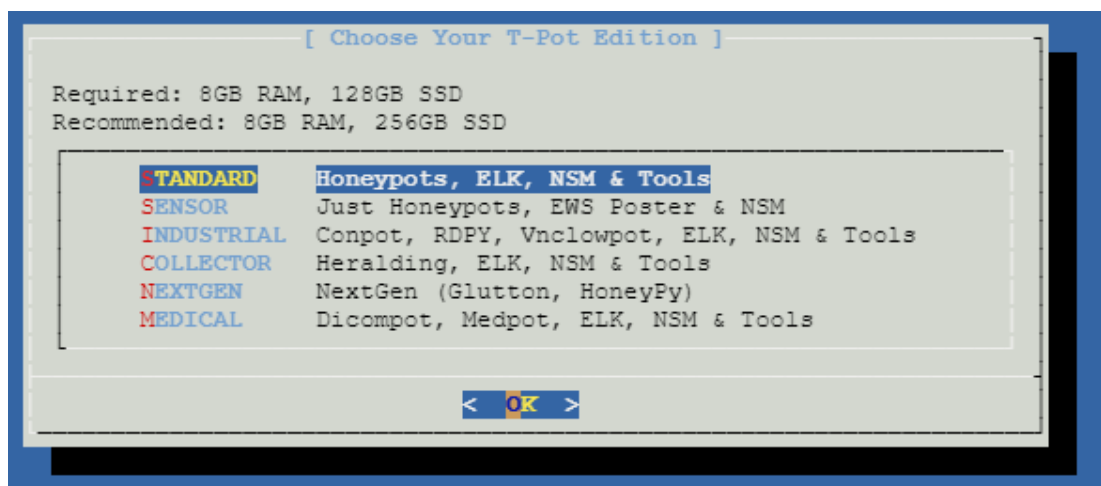 [ Choose Your T-Pot Edition ]
Required: 8GB RAM, 128GB SSD
Recommended: 8GB RAM, 256GB SSD
STANDARD Honeypots, ELK, NSM & Tools
SENSOR Just Honeypots, EWS Poster & NSM
INDUSTRIAL Conpot, RDPY, Vnclowpot, ELK, NSM & Tools
COLLECTOR Heralding, ELK, NSM & Tools
NEXTGEN NextGen (Glutton, HoneyPy)
MEDICAL Dicompot, Medpot, ELK, NSM & Tools
< OK >